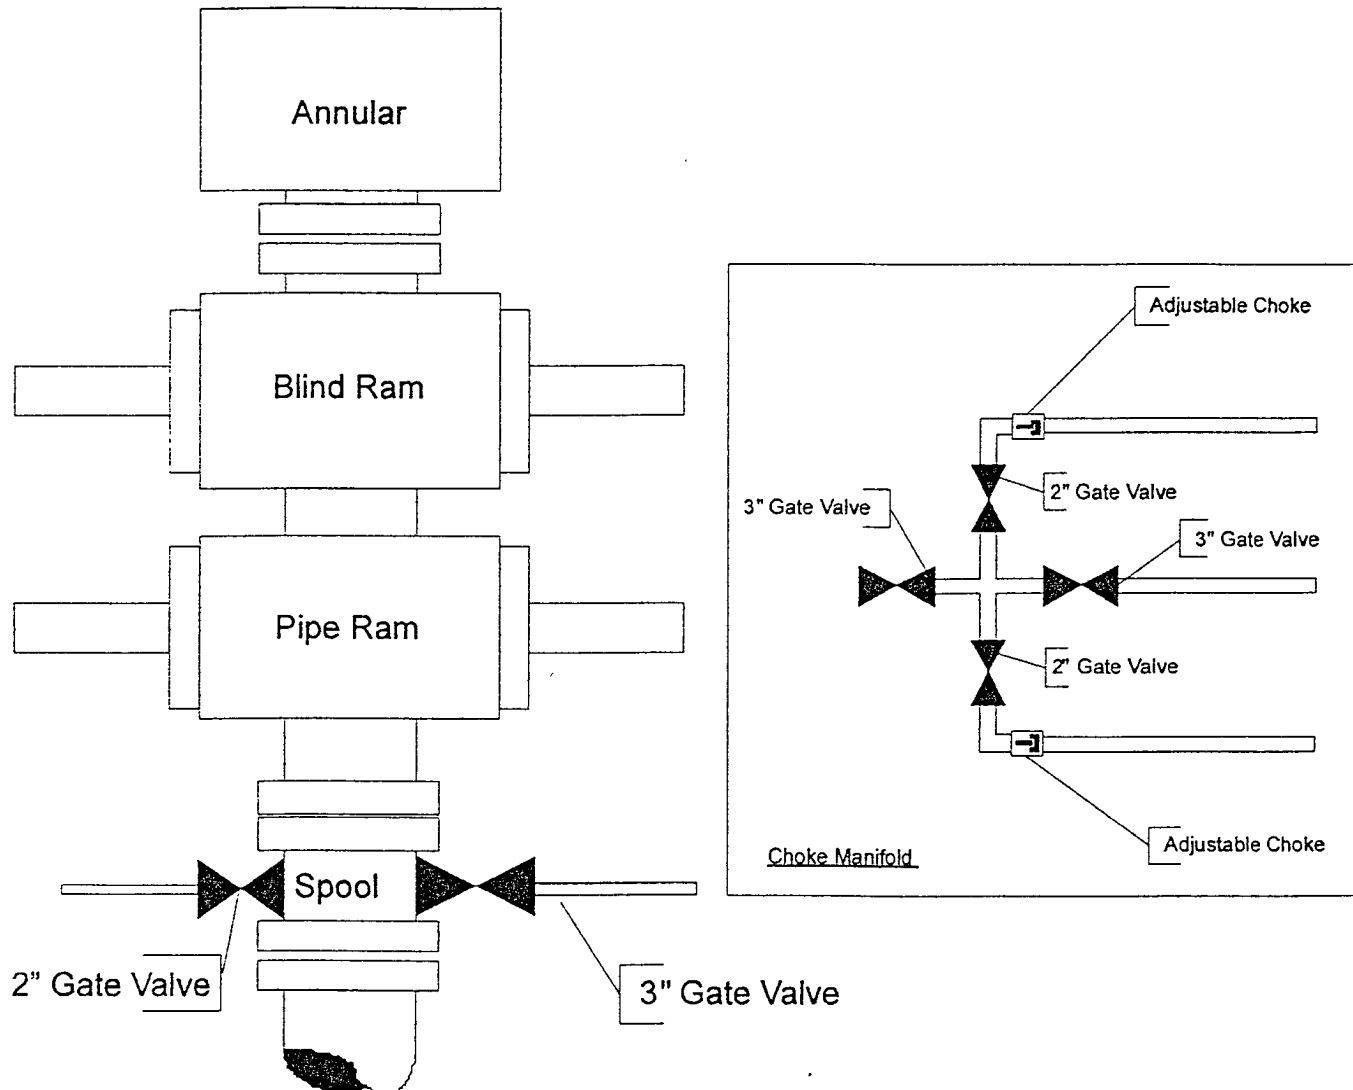 Annular
Blind Ram
Pipe Ram
Spool
2” Gate Valve
3" Gate Valve
Adjustable Choke
2" Gate Valve
3" Gate Valve
3" Gate Valve
2" Gate Valve
Adjustable Choke
Choke Manifold